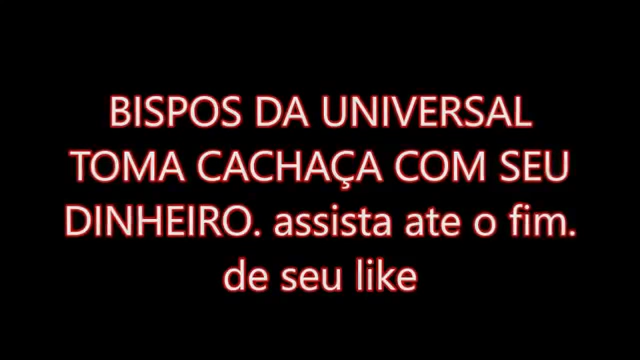 BISPOS DA UNIVERSAL
TOMA CACHAÇA COM SEU
DINHEIRO. assista ate o fim.
de seu like